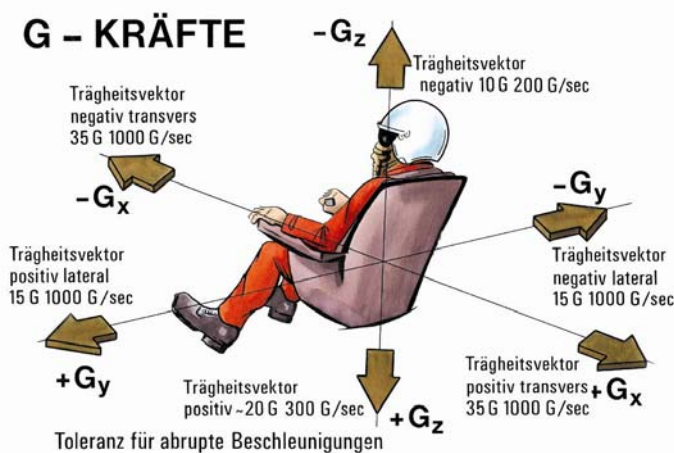 G – KRÄFTE
–Gz
Trägheitsvektor
negativ 10 G 200 G/sec
Trägheitsvektor
negativ transvers
35 G 1000 G/sec
–Gx
–Gy
Trägheitsvektor
positiv lateral
15 G 1000 G/sec
Trägheitsvektor
negativ lateral
15 G 1000 G/sec
+Gy
Trägheitsvektor
positiv ~20 G 300 G/sec
+Gz
Trägheitsvektor
positiv transvers
35 G 1000 G/sec
+Gx
Toleranz für abrupte Beschleunigungen